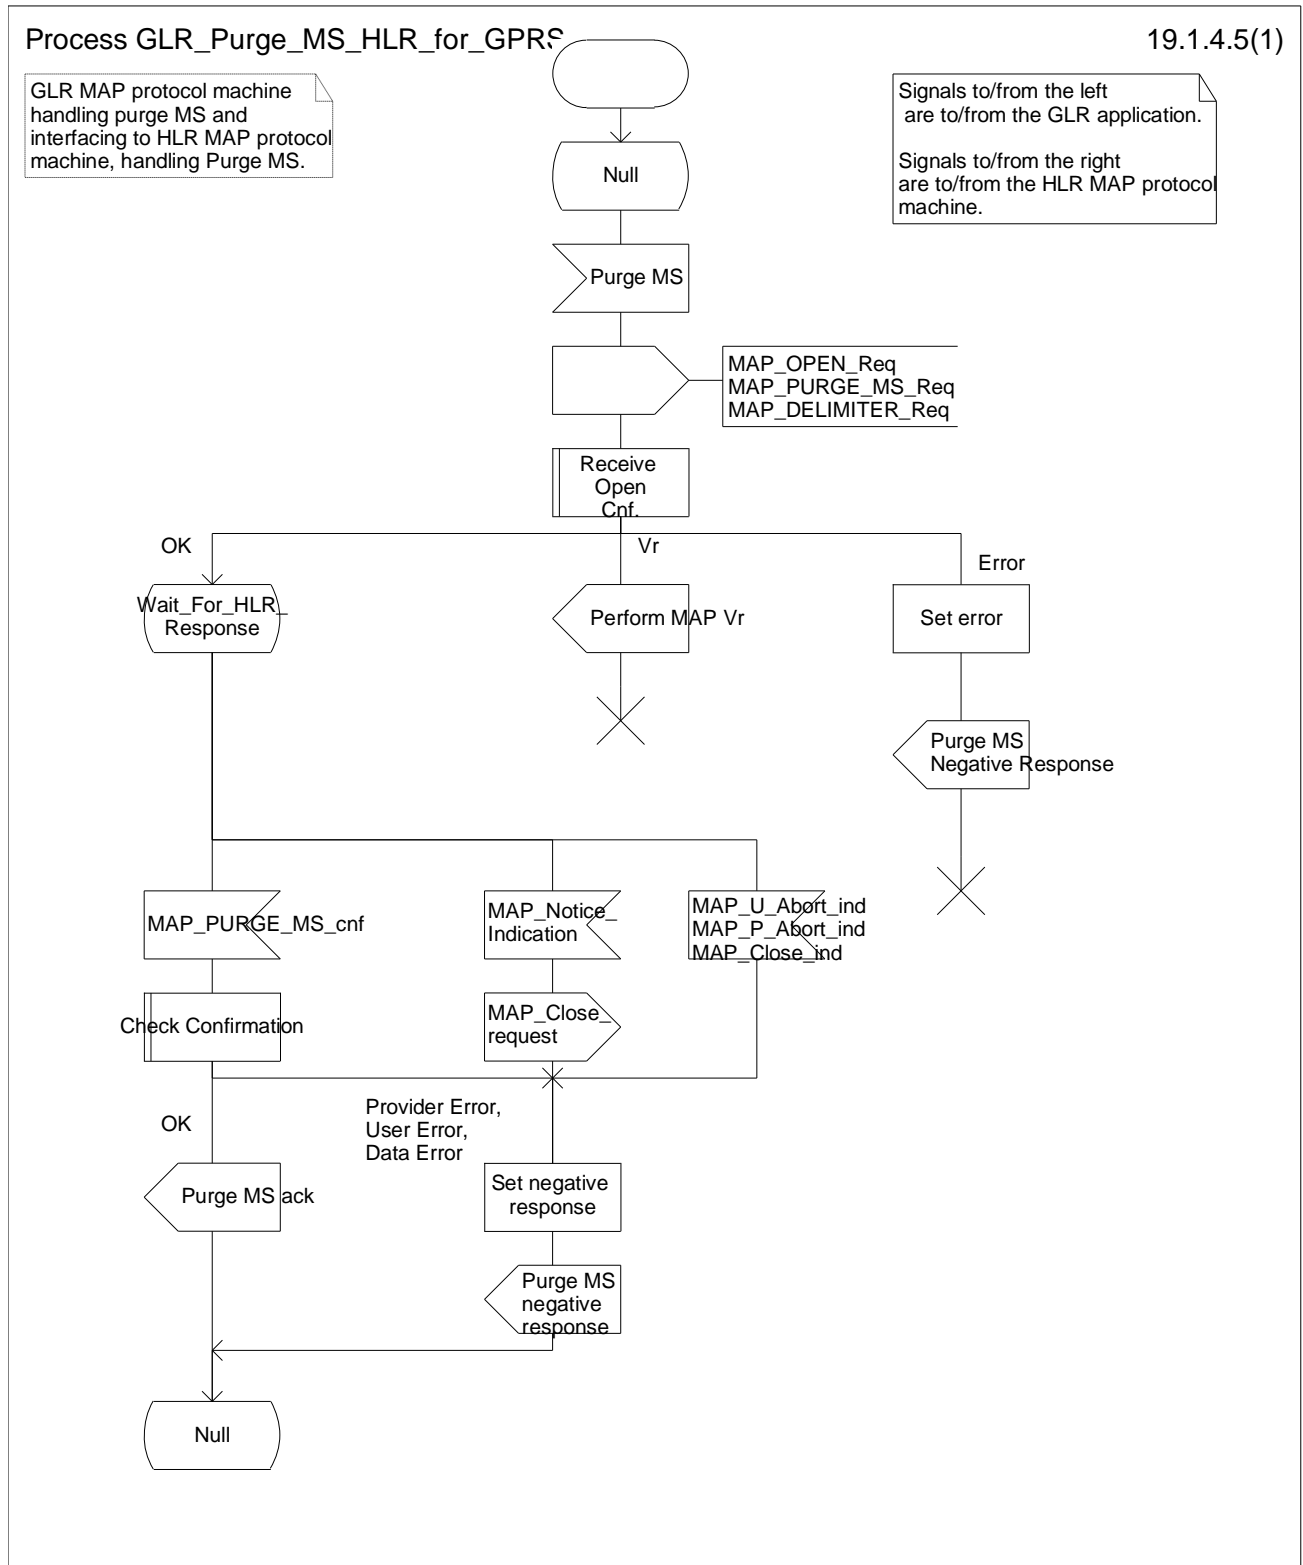 Process GLR_Purge_MS_HLR_for_GPRS
19.1.4.5(1)
GLR MAP protocol machine
handling purge MS and
interfacing to HLR MAP protocol
machine, handling Purge MS.
Signals to/from the left
are to/from the GLR application.
Signals to/from the right
are to/from the HLR MAP protocol
machine.
Null
Purge MS
MAP_OPEN_Req
MAP_PURGE_MS_Req
MAP_DELIMITER_Req
Receive
Open
Cnf.
OK
Vr
Error
Wait_For_HLR_
Response
Perform MAP Vr
Set error
Purge MS
Negative Response
MAP_PURGE_MS_cnf
MAP_Notice_
Indication
MAP_U_Abort_ind
MAP_P_Abort_ind
MAP_Close_ind
Check Confirmation
MAP_Close_
request
OK
Provider Error,
User Error,
Data Error
Purge MS ack
Set negative
response
Purge MS
negative
response
Null